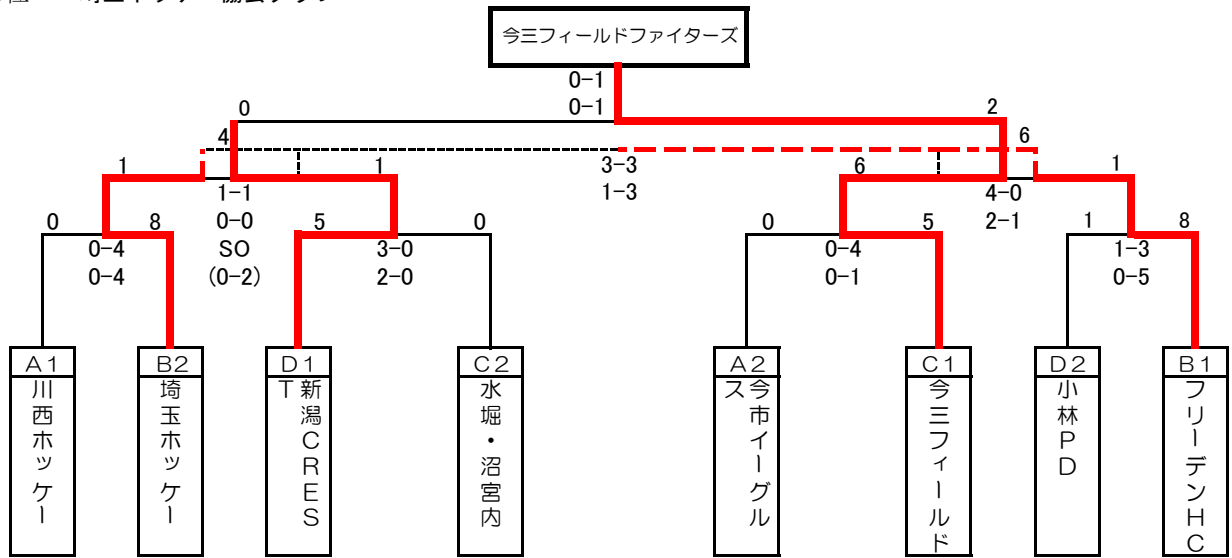 今三フィールドファイターズ
0-1
0-1
0
2
4
6
1
1
3-3
1-3
6
1
1-1
0-0
SO
(0-2)
4-0
2-1
0
8
5
0
0
5
1
8
0-4
0-4
3-0
2-0
0-4
0-1
1-3
0-5
A1
B2
D1
C2
A2
C1
D2
B1
川西ホッケー
埼玉ホッケー
新潟CRES
T
水堀・沼宮内
今市イーグル
ス
今三フィールド
小林PD
フリーデンHC